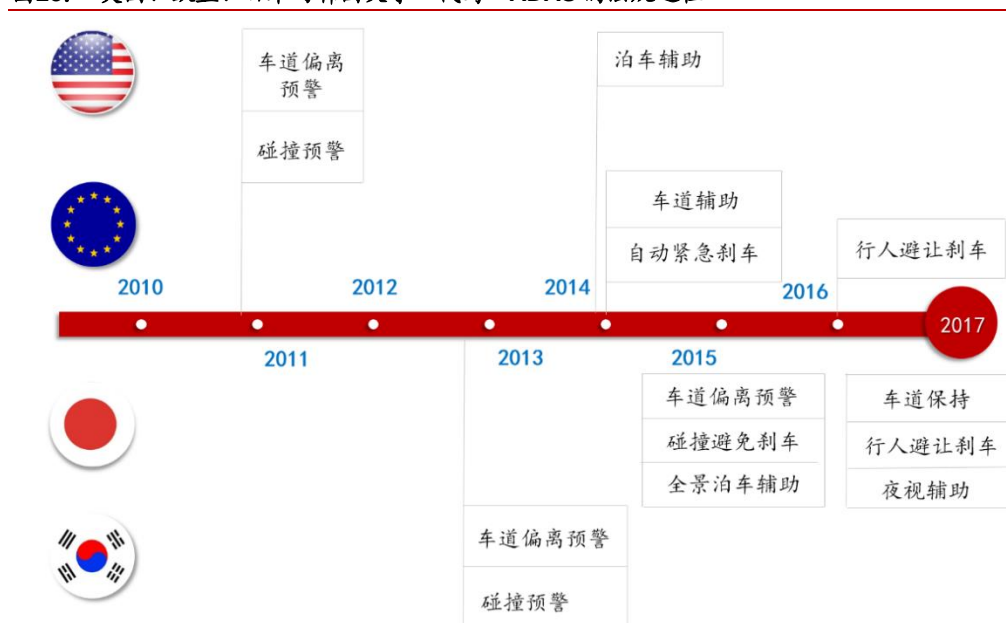 泊车辅助
车道偏离
预警
碰撞预警
车道辅助
自动紧急刹车
行人避让刹车
2010
2012
2014
2016
2017
2011
2013
2015
车道偏离预警
碰撞避免刹车
全景泊车辅助
车道保持
行人避让刹车
夜视辅助
车道偏离预警
碰撞预警